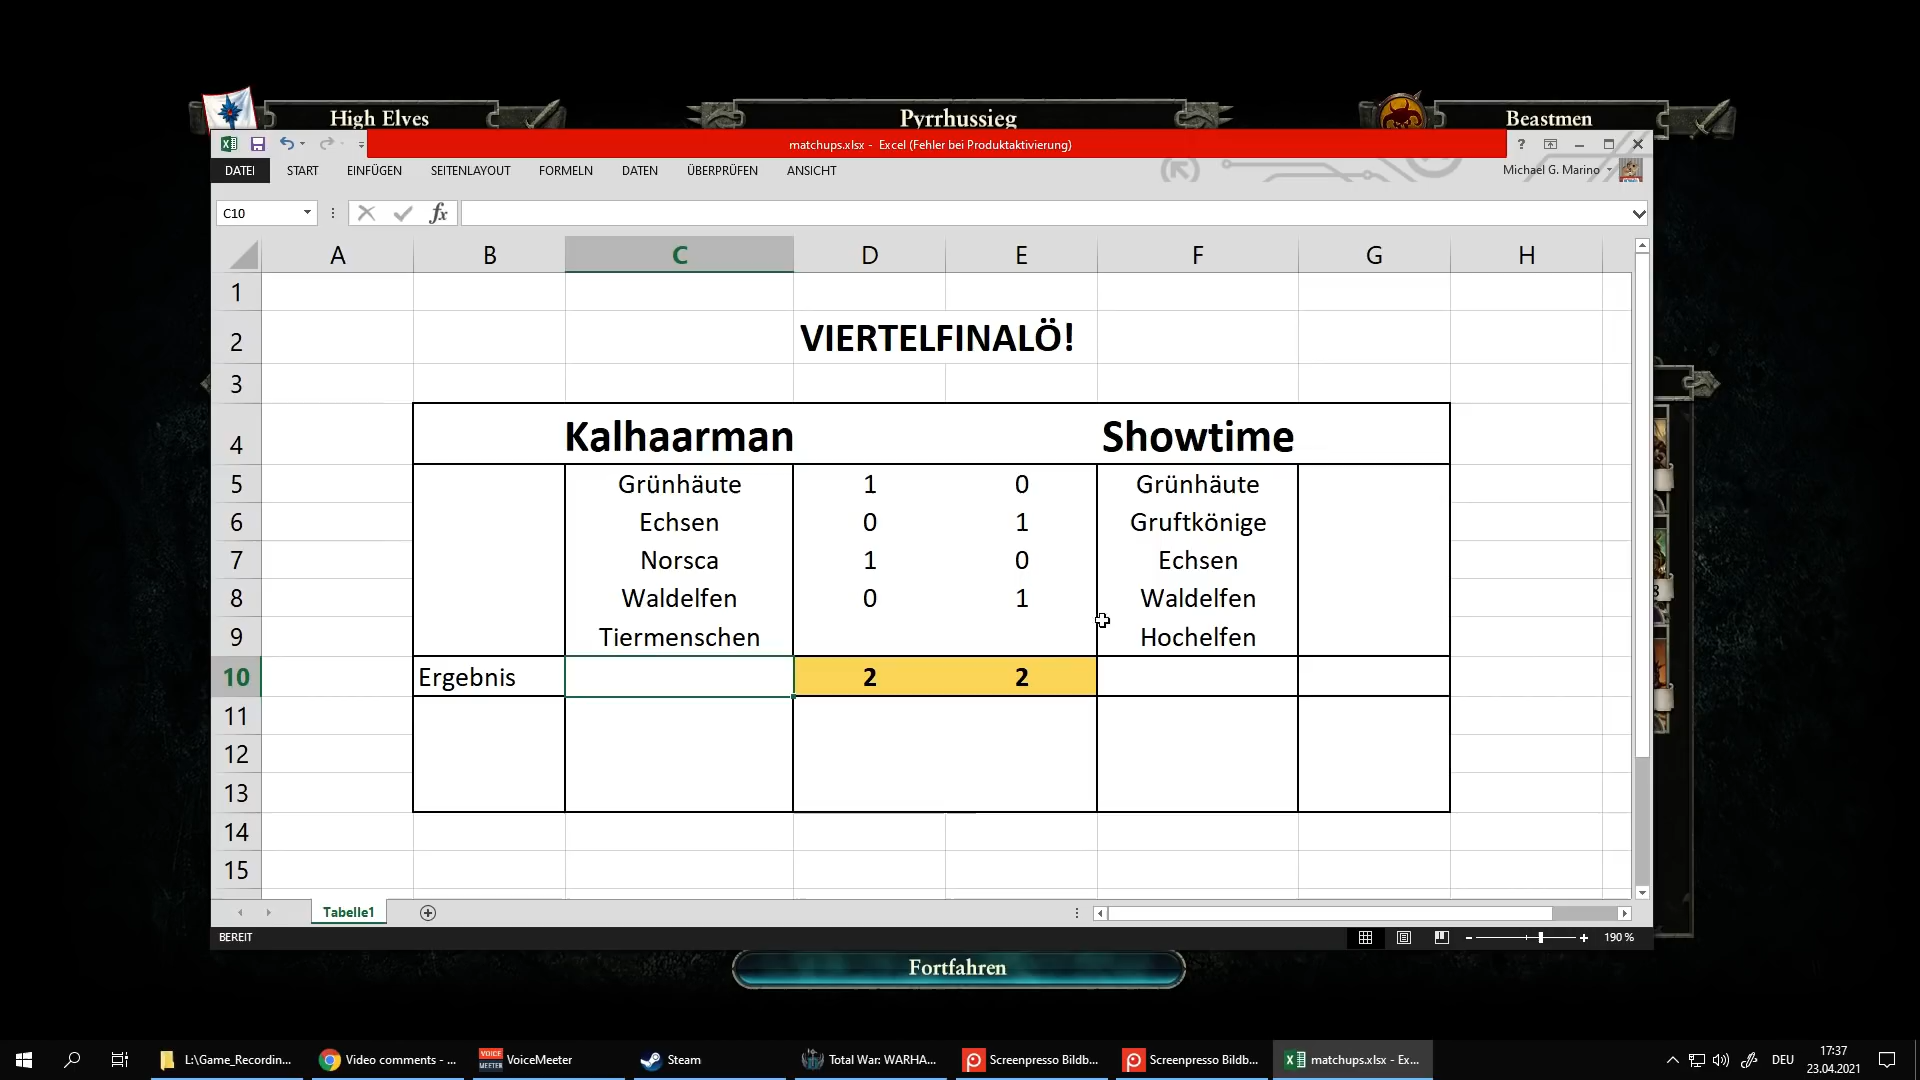 High Elves
Pyrrhussieg
Beastmen
matchups.xlsx - Excel (Fehler bei Produktaktivierung)
?
DATEI START EINFÜGEN SEITENLAYOUT FORMELN DATEN ÜBERPRÜFEN ANSICHT
Michael G. Marino
C10
fx
A B C D E F G H
1
2 VIERTELFINALÖ!
3
4 Kalhaarman Showtime
5 Grünhäute 1 0 Grünhäute
6 Echsen 0 1 Gruftkönige
7 Norsca 1 0 Echsen
8 Waldelfen 0 1 Waldelfen
9 Tiermenschen Hochelfen
10 Ergebnis 2 2
11
12
13
14
15
Tabelle1
BEREIT
190 %
Fortfahren
L:\Game_Recordin...
Video comments - ...
VOICE MEETER
VoiceMeeter
Steam
Total War: WARHA...
Screenpresso Bildb...
Screenpresso Bildb...
matchups.xlsx - Ex...
DEU
17:37
23.04.2021